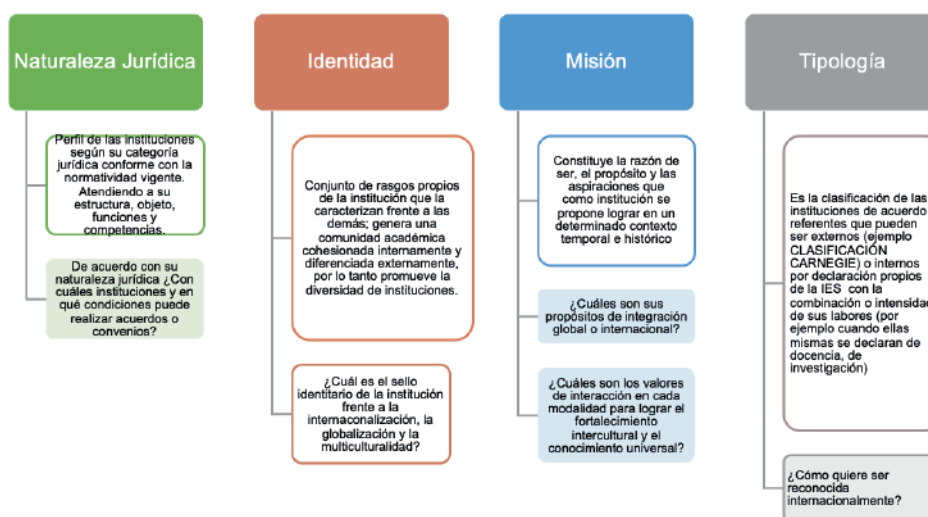 Naturaleza Jurídica
Perfil de las instituciones
según su categoría
jurídica conforme con la
normatividad vigente.
Atendiendo a su
estructura, objeto,
funciones y
competencias.
De acuerdo con su
naturaleza jurídica ¿Con
cuáles instituciones y en
qué condiciones puede
realizar acuerdos o
convenios?
Identidad
Conjunto de rasgos propios
de la institución que la
caracterizan frente a las
demás; genera una
comunidad académica
cohesionada internamente y
diferenciada externamente,
por lo tanto promueve la
diversidad de instituciones.
¿Cuál es el sello
identitario de la institución
frente a la
internaconalización, la
globalización y la
multiculturalidad?
Misión
Constituye la razón de
ser, el propósito y las
aspiraciones que
como institución se
propone lograr en un
determinado contexto
temporal e histórico
¿Cuáles son sus
propósitos de integración
global o internacional?
¿Cuáles son los valores
de interacción en cada
modalidad para lograr el
fortalecimiento
intercultural y el
conocimiento universal?
Tipología
Es la clasificación de las
instituciones de acuerdo
referentes que pueden
ser externos (ejemplo
CLASIFICACIÓN
CARNEGIE) o internos
por declaración propios
de la IES con la
combinación o intensidad
de sus labores (por
ejemplo cuando ellas
mismas se declaran de
docencia, de
investigación)
¿Cómo quiere ser
reconocida
internacionalmente?